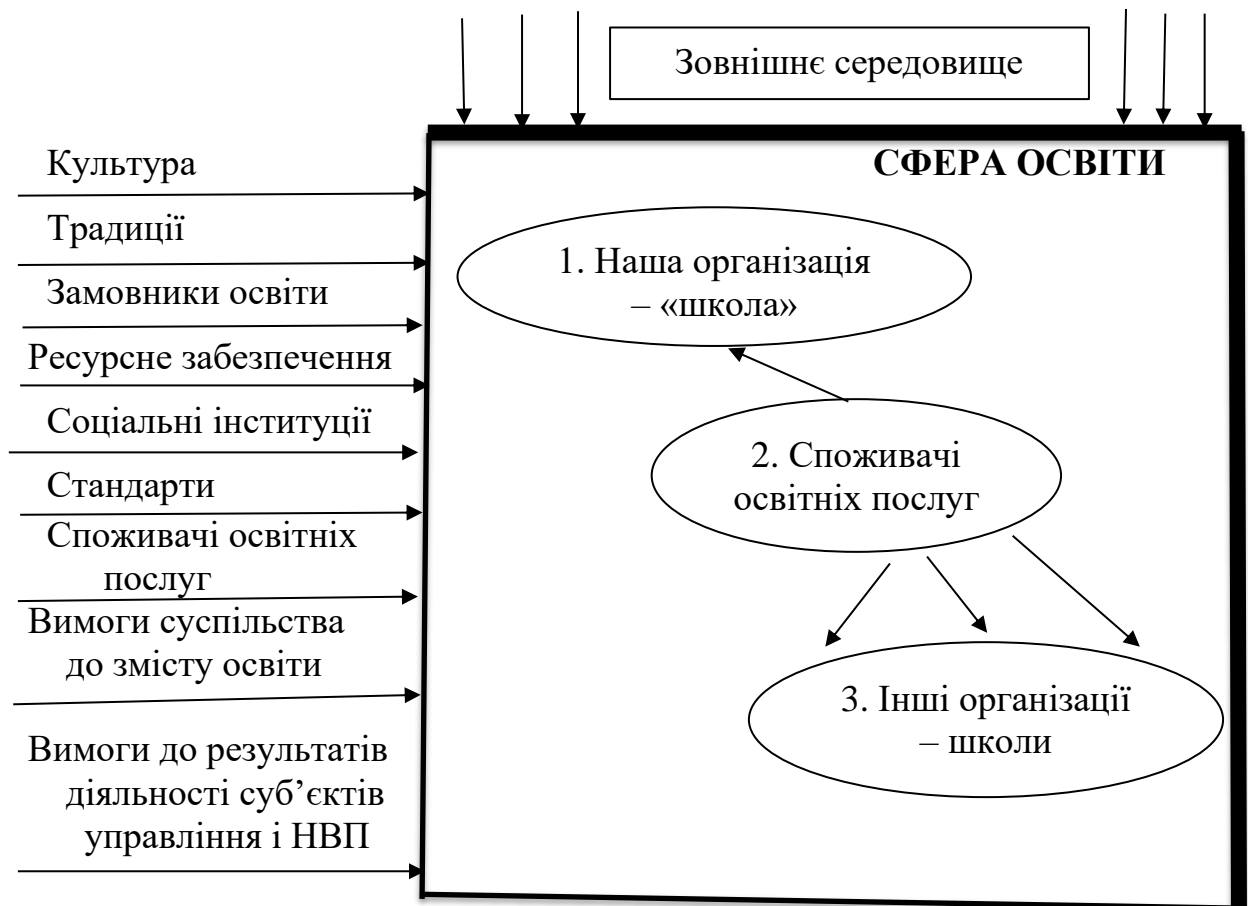 Зовнішнє середовище
СФЕРА ОСВІТИ
Культура
Традиції
Замовники освіти
Ресурсне забезпечення
Соціальні інституції
Стандарти
Споживачі освітніх
послуг
Вимоги суспільства
до змісту освіти
Вимоги до результатів
діяльності суб’єктів
управління і НВП
1. Наша організація
– «школа»
2. Споживачі
освітніх послуг
3. Інші організації
– школи